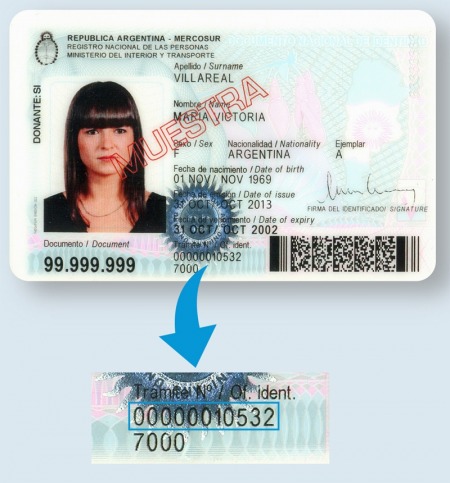 REPUBLICA ARGENTINA - MERCOSUR
REGISTRO NACIONAL DE LAS PERSONAS
MINISTERIO DEL INTERIOR Y TRANSPORTE
Apellido / Surname
VILLAREAL
Nombre / Name
MARIA VICTORIA
Sexo / Sex Nacionalidad / Nationality Ejemplar
F ARGENTINA A
Fecha de nacimiento / Date of birth
01 NOV/ NOV 1969
Fecha de emisión / Date of issue
31 OCT/ OCT 2013
Fecha de vencimiento / Date of expiry
31 OCT/ OCT 2002
FIRMA DEL IDENTIFICADO/ SIGNATURE
Tramite N° / Of. ident.
00000010532
7000
Documento / Document
99.999.999
DONANTE: SI
MUESTRA
Tramite N° / Of. ident.
00000010532
7000